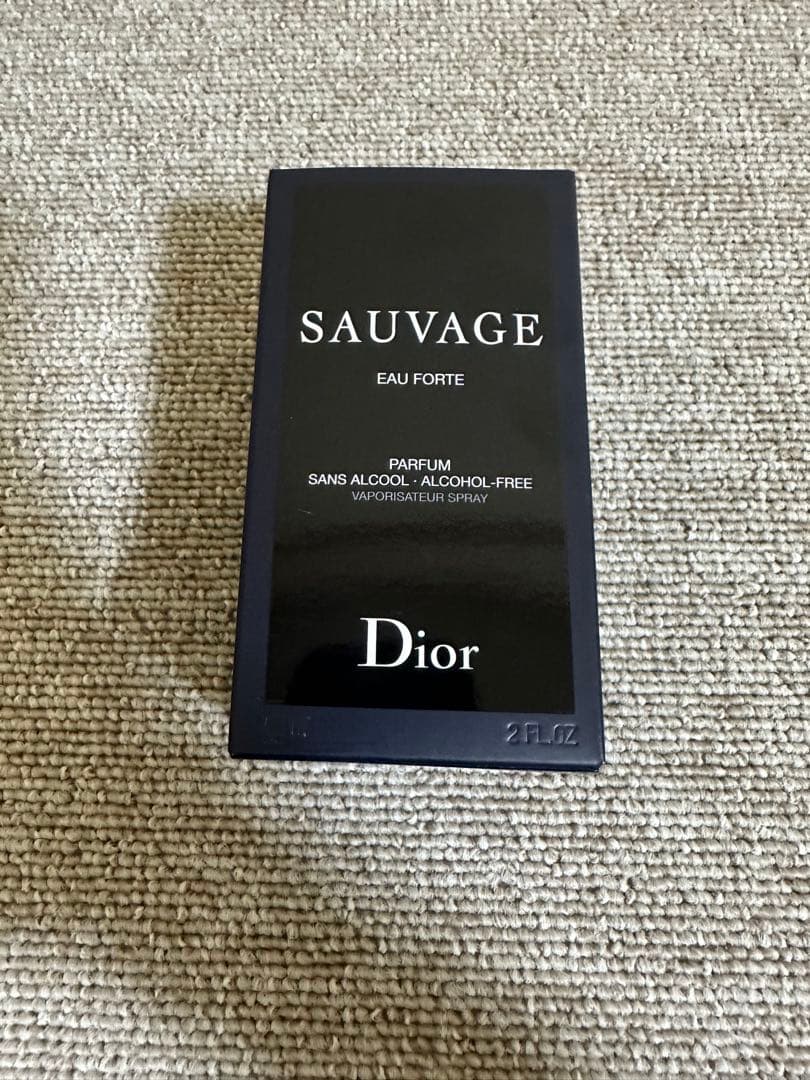 SAUVAGE
EAU FORTE
PARFUM
SANS ALCOOL · ALCOHOL-FREE
VAPORISATEUR SPRAY
Dior
2 FL.OZ